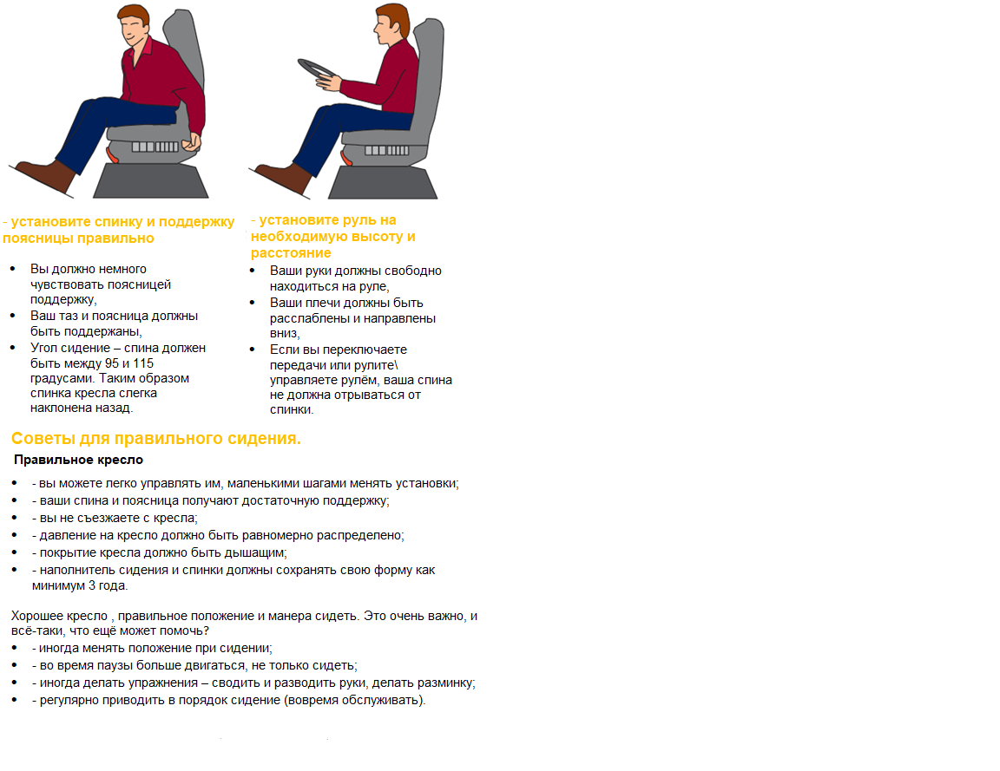 - установите спинку и поддержку
поясницы правильно
• Вы должно немного
чувствовать поясницей
поддержку,
• Ваш таз и поясница должны
быть поддержаны,
• Угол сидение – спина должен
быть между 95 и 115
градусами. Таким образом
спинка кресла слегка
наклонена назад.
- установите руль на
необходимую высоту и
расстояние
• Ваши руки должны свободно
находиться на руле,
• Ваши плечи должны быть
расслаблены и направлены
вниз,
• Если вы переключаете
передачи или рулите\
управляете рулём, ваша спина
не должна отрываться от
спинки.
Советы для правильного сидения.
Правильное кресло
• - вы можете легко управлять им, маленькими шагами менять установки;
• - ваши спина и поясница получают достаточную поддержку;
• - вы не съезжаете с кресла;
• - давление на кресло должно быть равномерно распределено;
• - покрытие кресла должно быть дышащим;
• - наполнитель сидения и спинки должны сохранять свою форму как
минимум 3 года.
Хорошее кресло , правильное положение и манера сидеть. Это очень важно, и
всё-таки, что ещё может помочь?
• - иногда менять положение при сидении;
• - во время паузы больше двигаться, не только сидеть;
• - иногда делать упражнения – сводить и разводить руки, делать разминку;
• - регулярно приводить в порядок сидение (вовремя обслуживать).